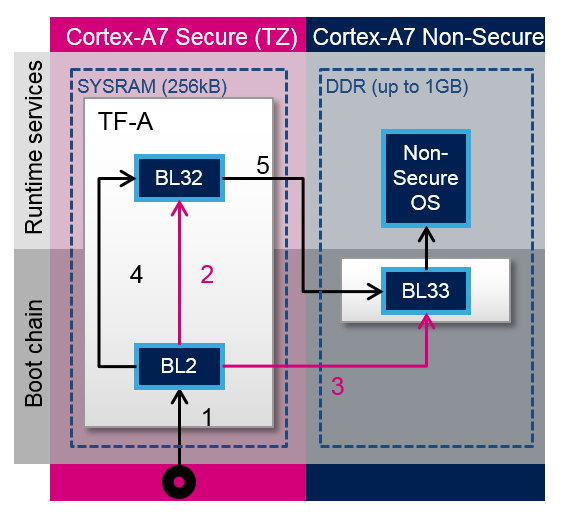 Cortex-A7 Secure (TZ)
Cortex-A7 Non-Secure
Runtime services
SYSRAM (256kB)
DDR (up to 1GB)
TF-A
BL32
5
Non-
Secure
OS
4
2
BL33
Boot chain
BL2
3
1